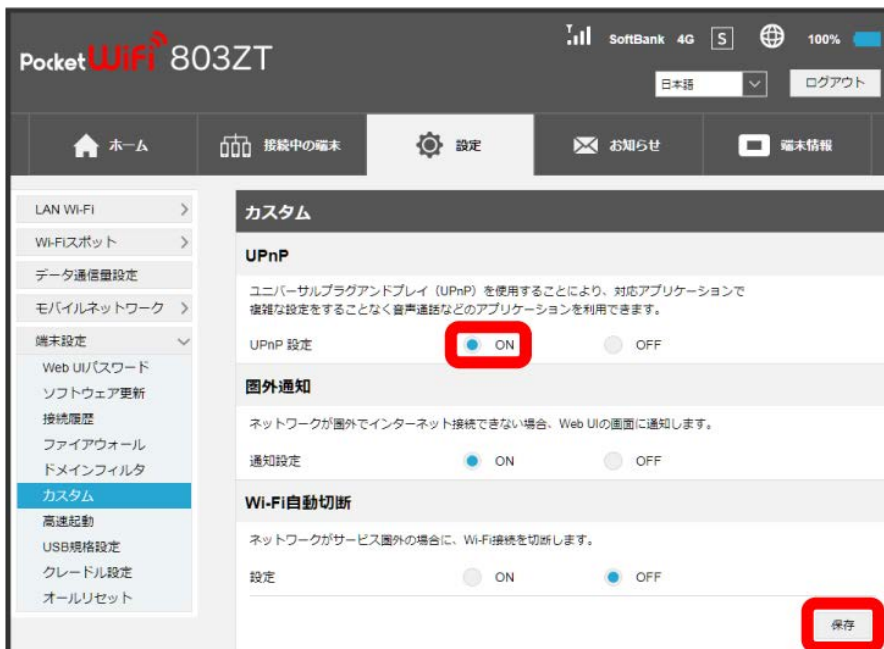 Pocket WiFi 803ZT
SoftBank 4G S 100%
日本語 ログアウト
ホーム 接続中の端末 設定 お知らせ 端末情報
LAN Wi-Fi
Wi-Fiスポット
データ通信量設定
モバイルネットワーク
端末設定
Web UIパスワード
ソフトウェア更新
接続履歴
ファイアウォール
ドメインフィルタ
カスタム
高速起動
USB規格設定
クレードル設定
オールリセット
カスタム
UPnP
ユニバーサルプラグアンドプレイ（UPnP）を使用することにより、対応アプリケーションで
複雑な設定をすることなく音声通話などのアプリケーションを利用できます。
UPnP 設定 ON OFF
圏外通知
ネットワークが圏外でインターネット接続できない場合、Web UIの画面に通知します。
通知設定 ON OFF
Wi-Fi自動切断
ネットワークがサービス圏外の場合に、Wi-Fi接続を切断します。
設定 ON OFF
保存